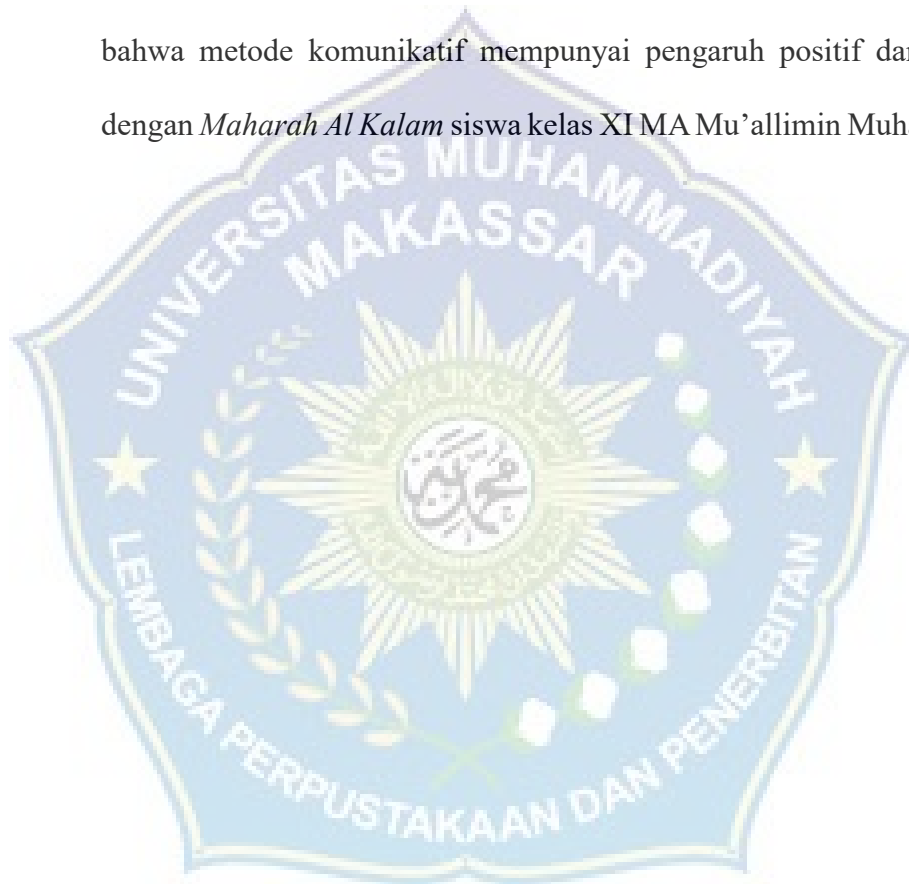 bahwa metode komunikatif mempunyai pengaruh positif dan
dengan Maharah Al Kalam siswa kelas XI MA Mu’allimin Muh
UNIVERSITAS MUHAMMADIYAH
MAKASSAR
محمدية
LEMBAGA PERPUSTAKAAN DAN PENERBITAN